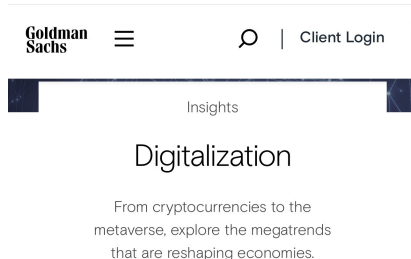 Goldman
Sachs
Client Login
Insights
Digitalization
From cryptocurrencies to the
metaverse, explore the megatrends
that are reshaping economies.